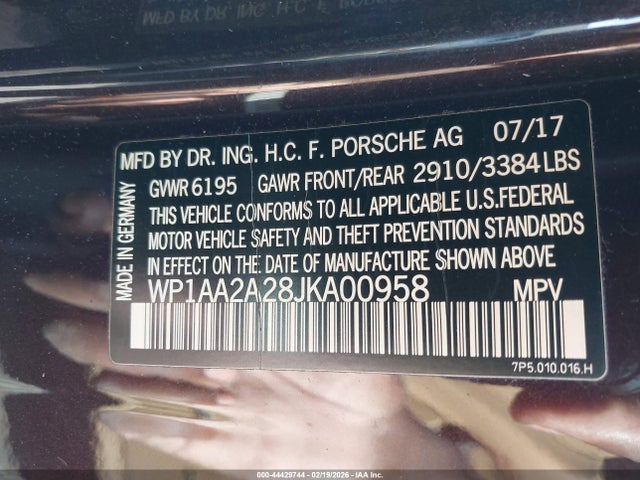 MFD BY DR. ING. H.C. F. PORSCHE AG 07/17
GVWR 6195 GAWR FRONT/REAR 2910/3384 LBS
THIS VEHICLE CONFORMS TO ALL APPLICABLE U.S.FEDERAL
MOTOR VEHICLE SAFETY AND THEFT PREVENTION STANDARDS
IN EFFECT ON THE DATE OF MANUFACTURE SHOWN ABOVE
WP1AA2A28JKA00958 MPV
7P5.010.016.H
MADE IN GERMANY
000-44429744 - 02/19/2026 - IAA Inc.